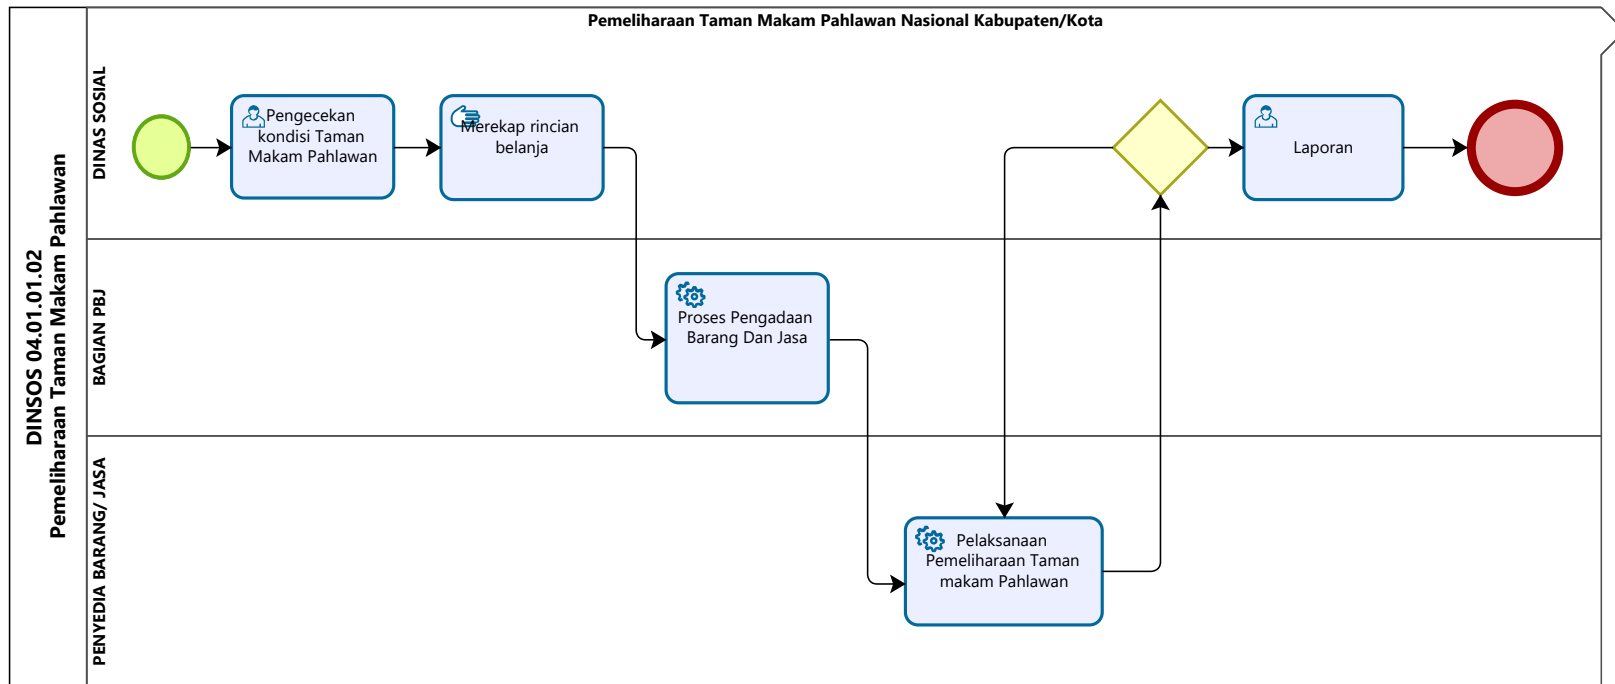 Pemeliharaan Taman Makam Pahlawan Nasional Kabupaten/Kota
DINSOS 04.01.01.02
Pemeliharaan Taman Makam Pahlawan
DINAS SOSIAL
Pengecekan
kondisi Taman
Makam Pahlawan
Merekap rincian
belanja
Laporan
BAGIAN PBJ
Proses Pengadaan
Barang Dan Jasa
PENYEDIA BARANG/ JASA
Pelaksanaan
Pemeliharaan Taman
makam Pahlawan